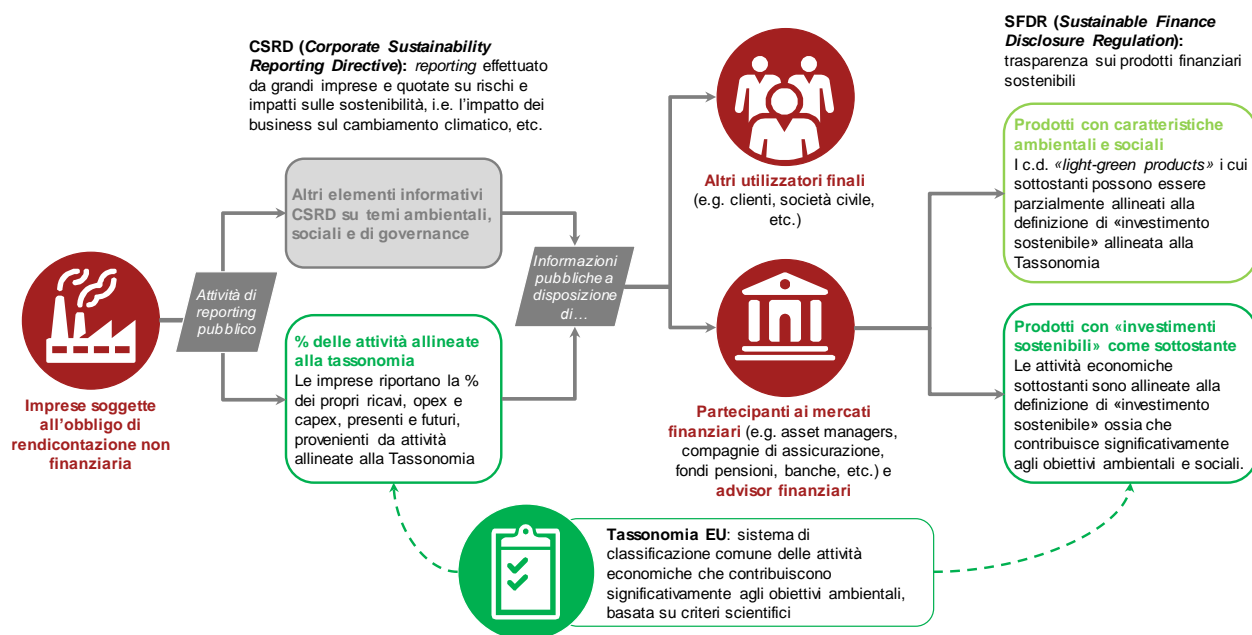 CSRD (Corporate Sustainability
Reporting Directive): reporting effettuato
da grandi imprese e quotate su rischi e
impatti sulle sostenibilità, i.e. l'impatto dei
business sul cambiamento climatico, etc.
SFDR (Sustainable Finance
Disclosure Regulation):
trasparenza sui prodotti finanziari
sostenibili
Altri elementi informativi
CSRD su temi ambientali,
sociali e di governance
Attività di
reporting
pubblico
Imprese soggette
all'obbligo di
rendicontazione non
finanziaria
% delle attività allineate
alla tassonomia
Le imprese riportano la %
dei propri ricavi, opex e
capex, presenti e futuri,
provenienti da attività
allineate alla Tassonomia
Informazioni
pubbliche a
disposizione
di…
Altri utilizzatori finali
(e.g. clienti, società civile,
etc.)
Partecipanti ai mercati
finanziari (e.g. asset managers,
compagnie di assicurazione,
fondi pensioni, banche, etc.) e
advisor finanziari
Prodotti con caratteristiche
ambientali e sociali
I c.d. «light-green products» i cui
sottostanti possono essere
parzialmente allineati alla
definizione di «investimento
sostenibile» allineata alla
Tassonomia
Prodotti con «investimenti
sostenibili» come sottostante
Le attività economiche
sottostanti sono allineate alla
definizione di «investimento
sostenibile» ossia che
contribuisce significativamente
agli obiettivi ambientali e sociali.
Tassonomia EU: sistema di
classificazione comune delle attività
economiche che contribuiscono
significativamente agli obiettivi ambientali,
basata su criteri scientifici